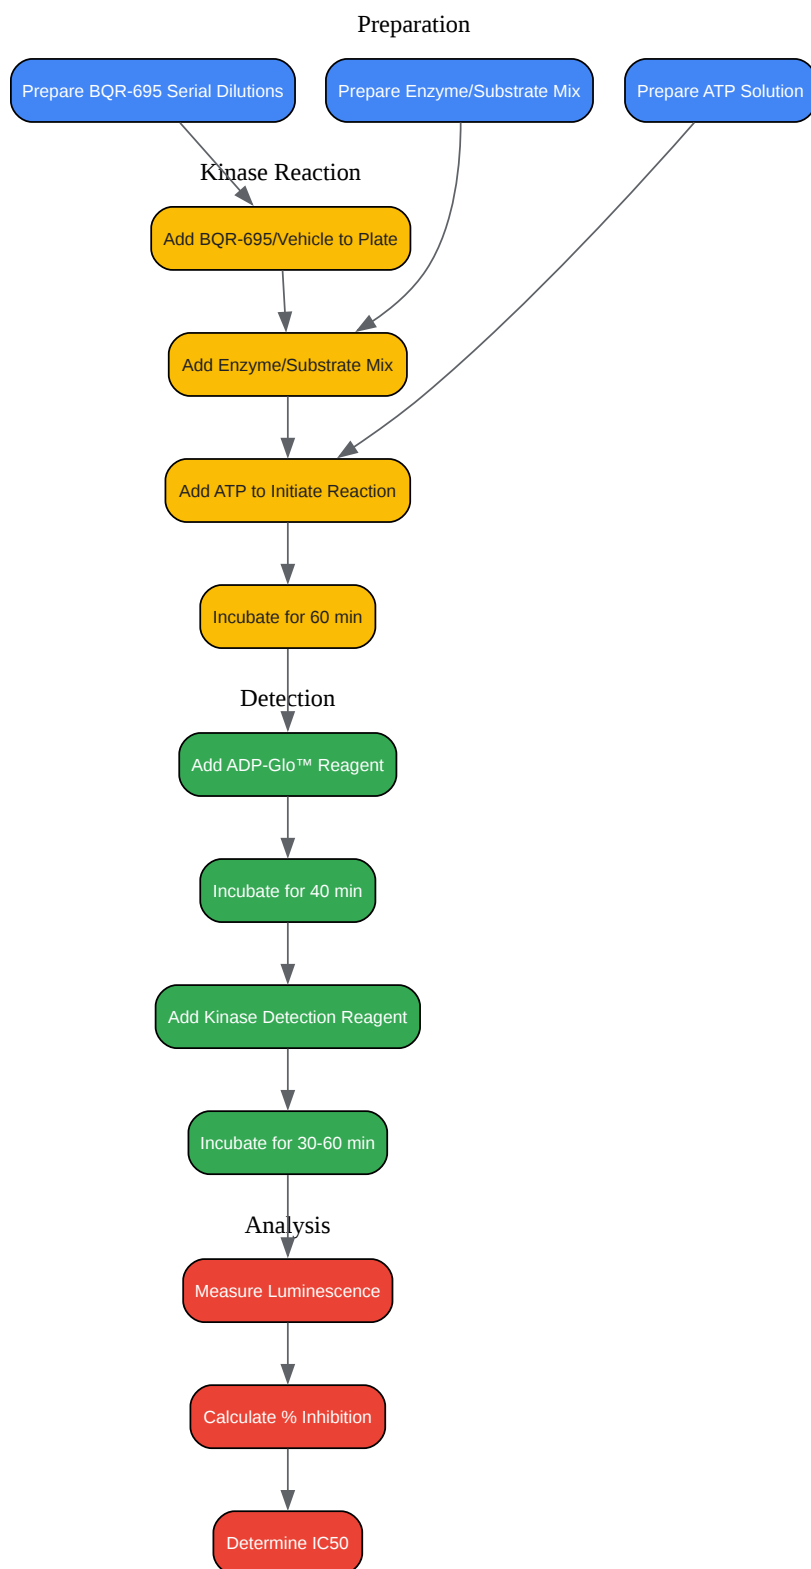 Preparation
Prepare BQR-695 Serial Dilutions
Prepare Enzyme/Substrate Mix
Prepare ATP Solution
Kinase Reaction
Add BQR-695/Vehicle to Plate
Add Enzyme/Substrate Mix
Add ATP to Initiate Reaction
Incubate for 60 min
Detection
Add ADP-Glo™ Reagent
Incubate for 40 min
Add Kinase Detection Reagent
Incubate for 30-60 min
Analysis
Measure Luminescence
Calculate % Inhibition
Determine IC50